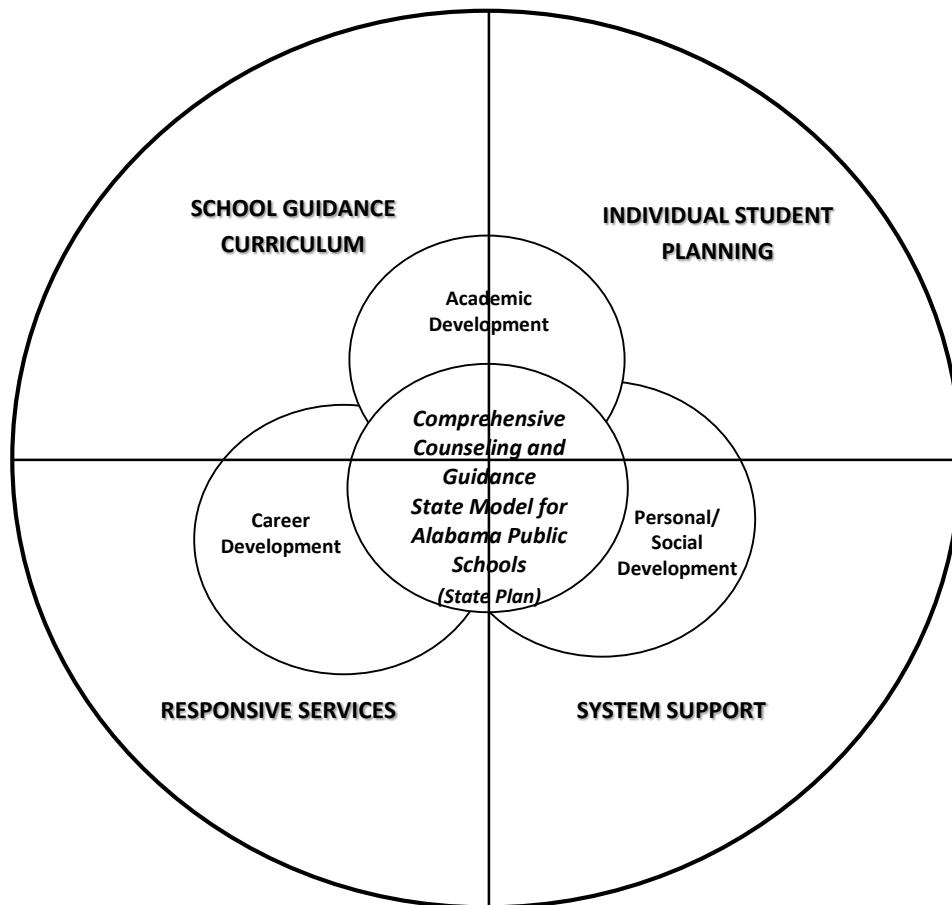 SCHOOL GUIDANCE
CURRICULUM
INDIVIDUAL STUDENT
PLANNING
Academic
Development
Comprehensive
Counseling and
Guidance
State Model for
Alabama Public
Schools
(State Plan)
Career
Development
Personal/
Social
Development
RESPONSIVE SERVICES
SYSTEM SUPPORT